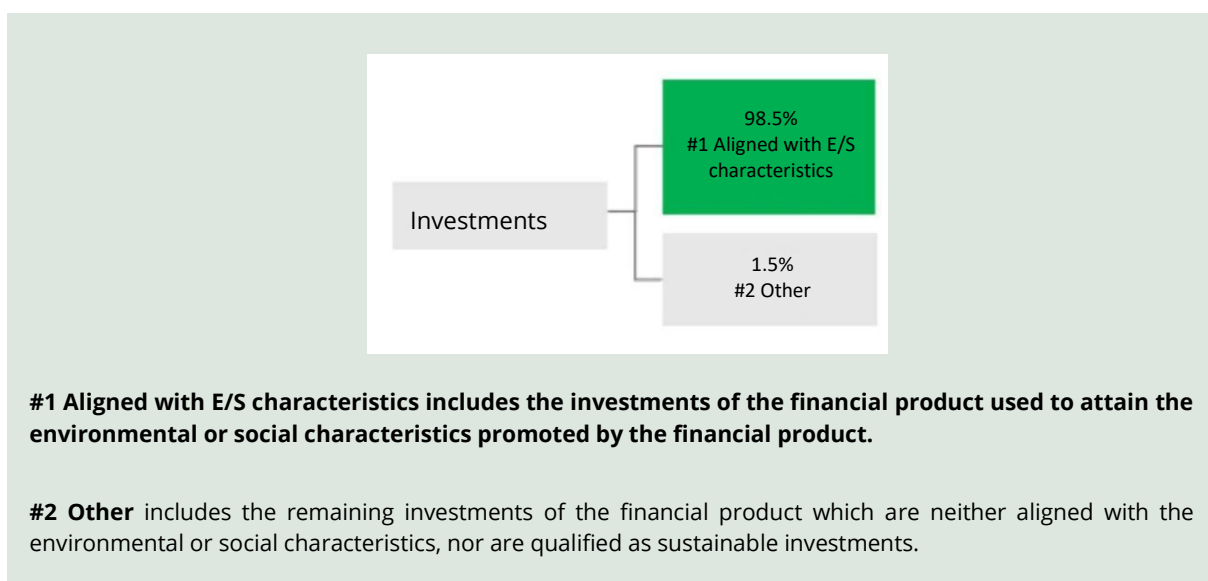 98.5%
#1 Aligned with E/S
characteristics
Investments
1.5%
#2 Other
#1 Aligned with E/S characteristics includes the investments of the financial product used to attain the
environmental or social characteristics promoted by the financial product.
#2 Other includes the remaining investments of the financial product which are neither aligned with the
environmental or social characteristics, nor are qualified as sustainable investments.